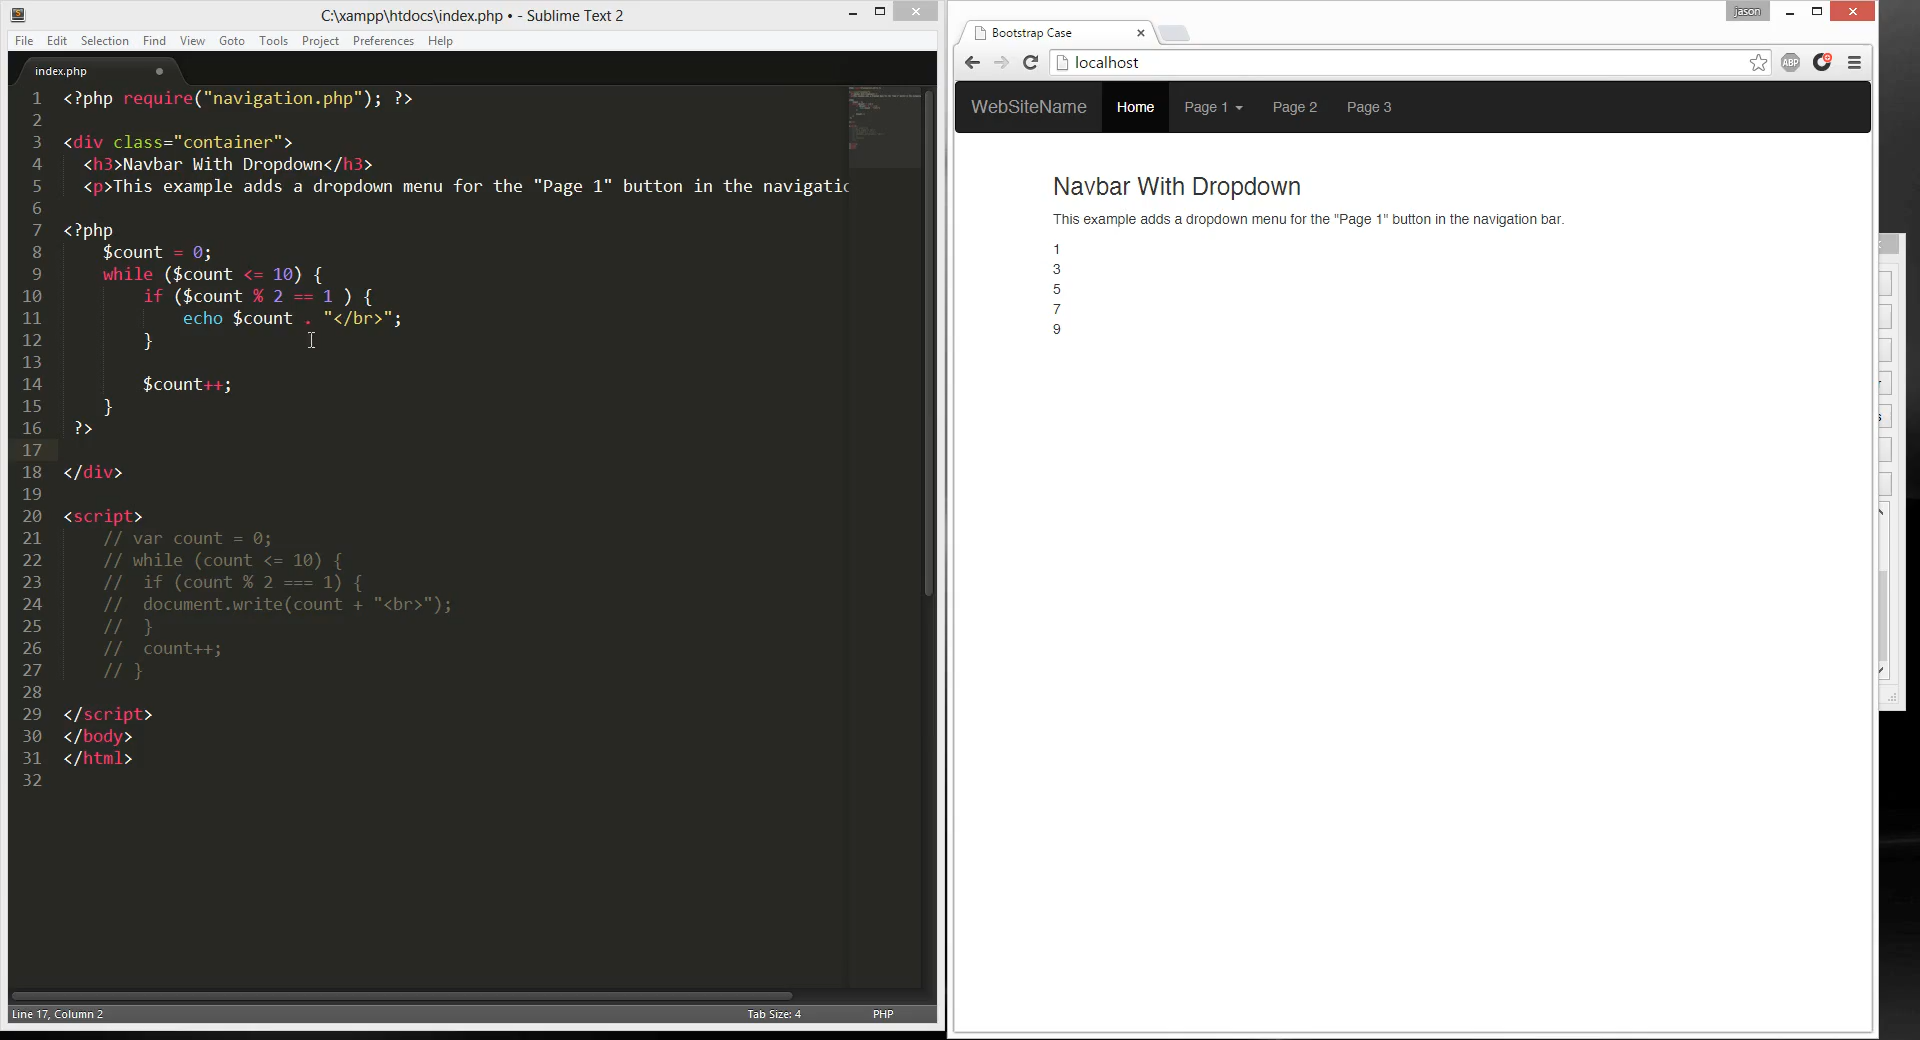 C:\xampp\htdocs\index.php • - Sublime Text 2
File Edit Selection Find View Goto Tools Project Preferences Help
index.php
1 <?php require("navigation.php"); ?>
2
3 <div class="container">
4 <h3>Navbar With Dropdown</h3>
5 <p>This example adds a dropdown menu for the "Page 1" button in the navigatio
6
7 <?php
8 $count = 0;
9 while ($count <= 10) {
10 if ($count % 2 == 1 ) {
11 echo $count . "</br>";
12 }
13
14 $count++;
15 }
16 ?>
17
18 </div>
19
20 <script>
21 // var count = 0;
22 // while (count <= 10) {
23 // if (count % 2 === 1) {
24 // document.write(count + "<br>");
25 // }
26 // count++;
27 // }
28
29 </script>
30 </body>
31 </html>
32
Line 17, Column 2
Tab Size: 4
PHP
jason
Bootstrap Case
localhost
ABP
WebSiteName Home Page 1 Page 2 Page 3
Navbar With Dropdown
This example adds a dropdown menu for the "Page 1" button in the navigation bar.
1
3
5
7
9